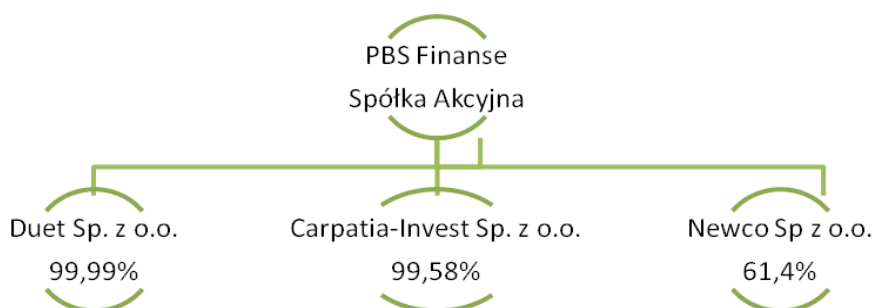 PBS Finanse
Spółka Akcyjna
Duet Sp. z o.o.
99,99%
Carpatia-Invest Sp. z o.o.
99,58%
Newco Sp z o.o.
61,4%